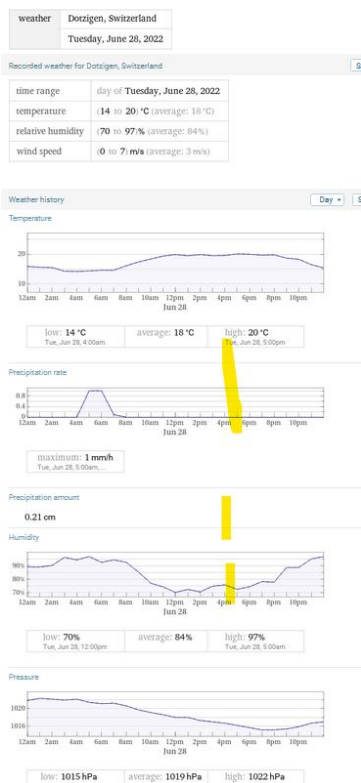 weather Dotzigen, Switzerland
Tuesday, June 28, 2022
Recorded weather for Dotzigen, Switzerland
time range day of Tuesday, June 28, 2022
temperature (14 to 20) °C (average: 18 °C)
relative humidity (70 to 97)% (average: 84%)
wind speed (0 to 7) m/s (average: 3 m/s)
Weather history Day
Temperature
20
10
12am 2am 4am 6am 8am 10am 12pm 2pm 4pm 6pm 8pm 10pm
Jun 28
low: 14 °C average: 18 °C high: 20 °C
Tue, Jun 28, 4:00am Tue, Jun 28, 5:00pm
Precipitation rate
0.8
0.4
0
12am 2am 4am 6am 8am 10am 12pm 2pm 4pm 6pm 8pm 10pm
Jun 28
maximum: 1 mm/h
Tue, Jun 28, 5:00am, ...
Precipitation amount
0.21 cm
Humidity
90%
80%
70%
12am 2am 4am 6am 8am 10am 12pm 2pm 4pm 6pm 8pm 10pm
Jun 28
low: 70% average: 84% high: 97%
Tue, Jun 28, 12:00pm Tue, Jun 28, 5:00am
Pressure
1020
1016
12am 2am 4am 6am 8am 10am 12pm 2pm 4pm 6pm 8pm 10pm
Jun 28
low: 1015 hPa average: 1019 hPa high: 1022 hPa